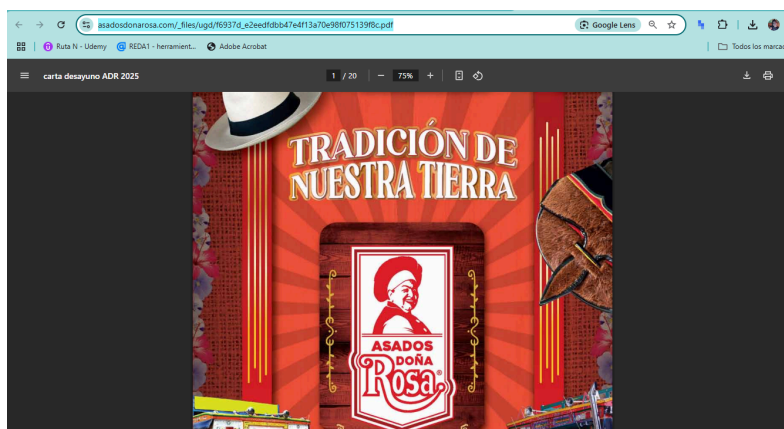 asadosdonarosa.com/_files/ugd/f6937d_e2eedfdbb47e4f13a70e98f075139f8c.pdf
Google Lens
Ruta N - Udemy
REDA1 - herramient...
Adobe Acrobat
Todos los marcad
carta desayuno ADR 2025
1 / 20
75%
TRADICIÓN DE
NUESTRA TIERRA
ASADOS
DOÑA
Rosa®